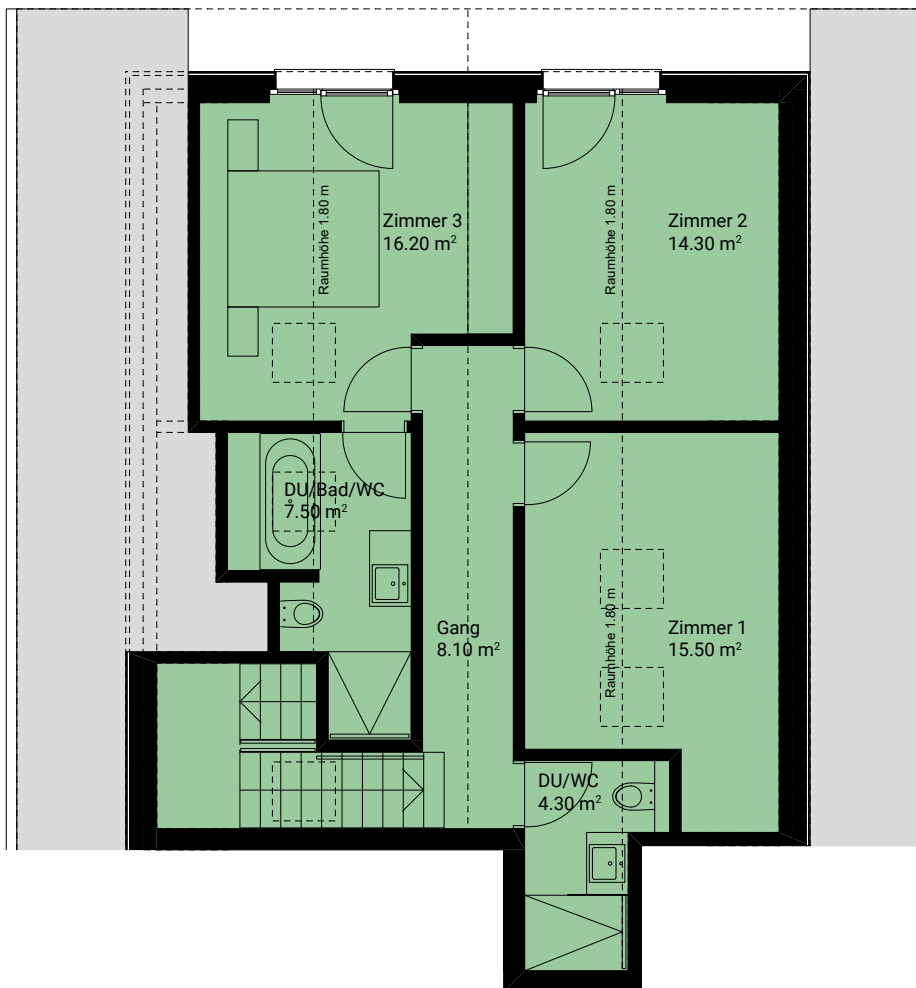 Zimmer 3
16.20 m²
Zimmer 2
14.30 m²
Raumhöhe 1.80 m
Raumhöhe 1.80 m
DU/Bad/WC
7.50 m²
Gang
8.10 m²
Zimmer 1
15.50 m²
Raumhöhe 1.80 m
DU/WC
4.30 m²